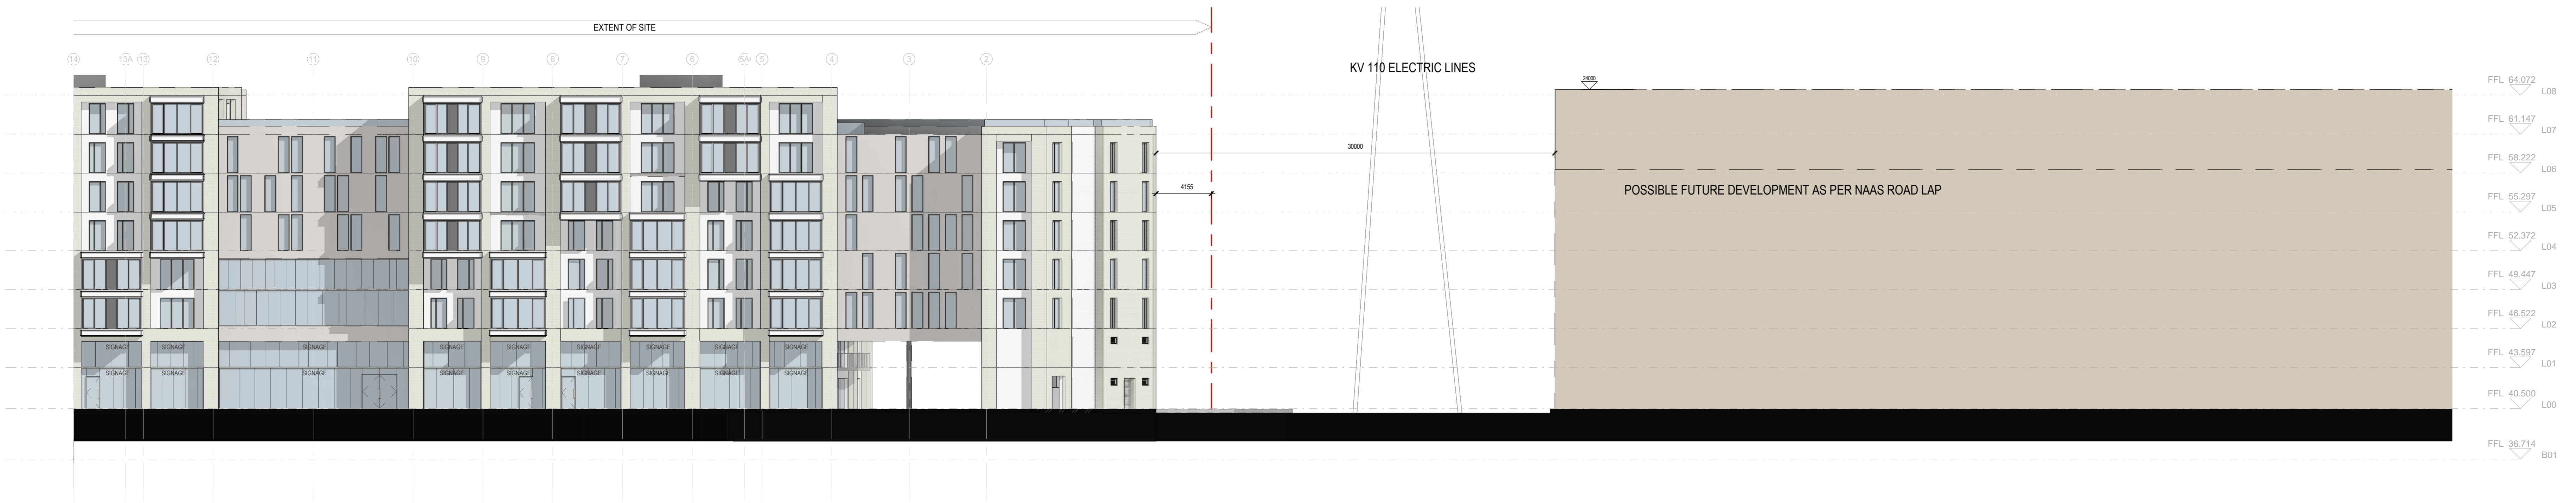 EXTENT OF SITE
(14) 13A (13) (12) (11) (10) 9 8 7 6 (5A) 5 4 3 2
KV 110 ELECTRIC LINES
24000
FFL 64.072
L08
FFL 61.147
L07
30000
FFL 58.222
L06
4155
POSSIBLE FUTURE DEVELOPMENT AS PER NAAS ROAD LAP
FFL 55.297
L05
FFL 52.372
L04
FFL 49.447
L03
FFL 46.522
L02
SIGNAGE SIGNAGE SIGNAGE SIGNAGE SIGNAGE SIGNAGE SIGNAGE SIGNAGE SIGNAGE
FFL 43.597
L01
SIGNAGE SIGNAGE SIGNAGE SIGNAGE SIGNAGE SIGNAGE SIGNAGE SIGNAGE SIGNAGE
FFL 40.500
L00
FFL 36.714
B01